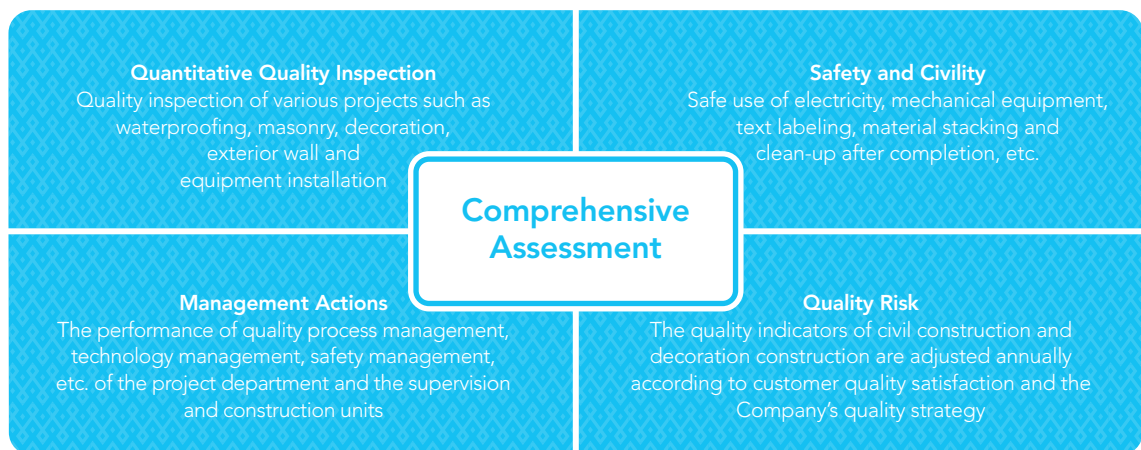 Quantitative Quality Inspection
Quality inspection of various projects such as
waterproofing, masonry, decoration,
exterior wall and
equipment installation
Safety and Civility
Safe use of electricity, mechanical equipment,
text labeling, material stacking and
clean-up after completion, etc.
Comprehensive
Assessment
Management Actions
The performance of quality process management,
technology management, safety management,
etc. of the project department and the supervision
and construction units
Quality Risk
The quality indicators of civil construction and
decoration construction are adjusted annually
according to customer quality satisfaction and the
Company’s quality strategy